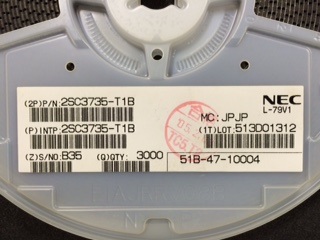 NEC
L-79V1
(2P)P/N:2SC3735-T1B
MC:JPJP
(P)INTP:2SC3735-T1B
(1T)LOT:513D01312
(Z)S/NO:B35 (Q)QTY: 3000
51B-47-10004